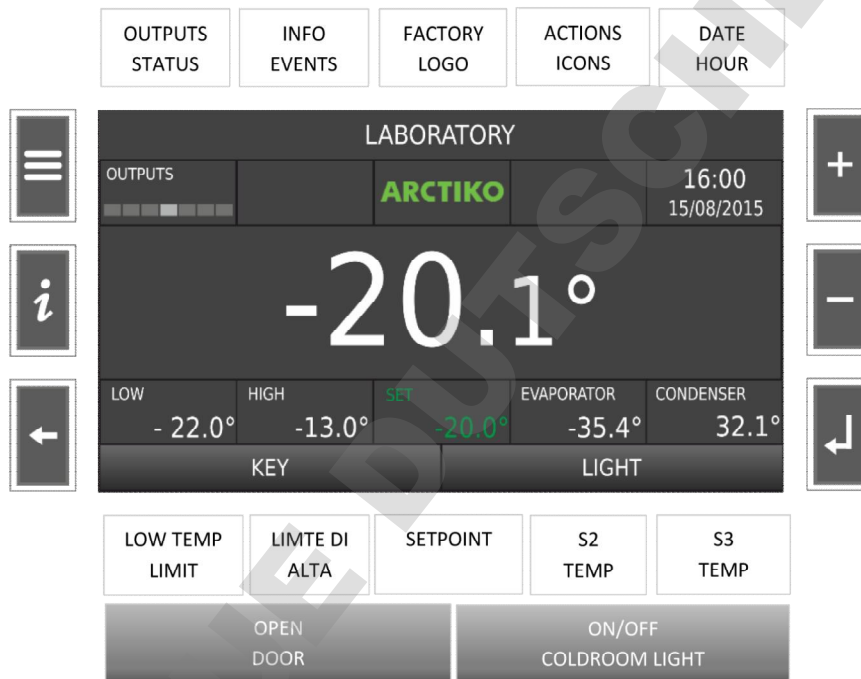 OUTPUTS
STATUS
INFO
EVENTS
FACTORY
LOGO
ACTIONS
ICONS
DATE
HOUR
LABORATORY
OUTPUTS
ARCTIKO
16:00
15/08/2015
i
+
-20.1°
−
LOW
- 22.0°
HIGH
-13.0°
SET
-20.0°
EVAPORATOR
-35.4°
CONDENSER
32.1°
KEY
LIGHT
LOW TEMP
LIMIT
LIMTE DI
ALTA
SETPOINT
S2
TEMP
S3
TEMP
OPEN
DOOR
ON/OFF
COLDROOM LIGHT